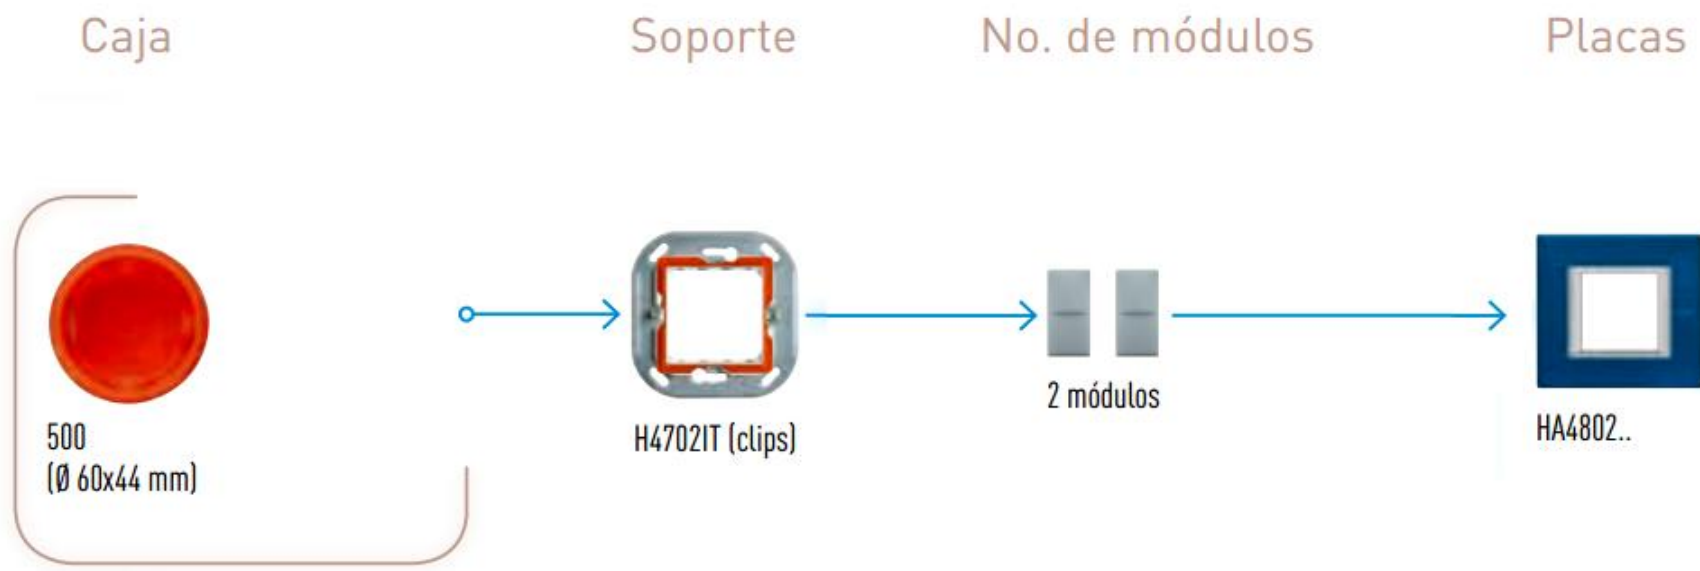 Caja
Soporte
No. de módulos
Placas
500
(Ø 60x44 mm)
H4702IT (clips)
2 módulos
HA4802..